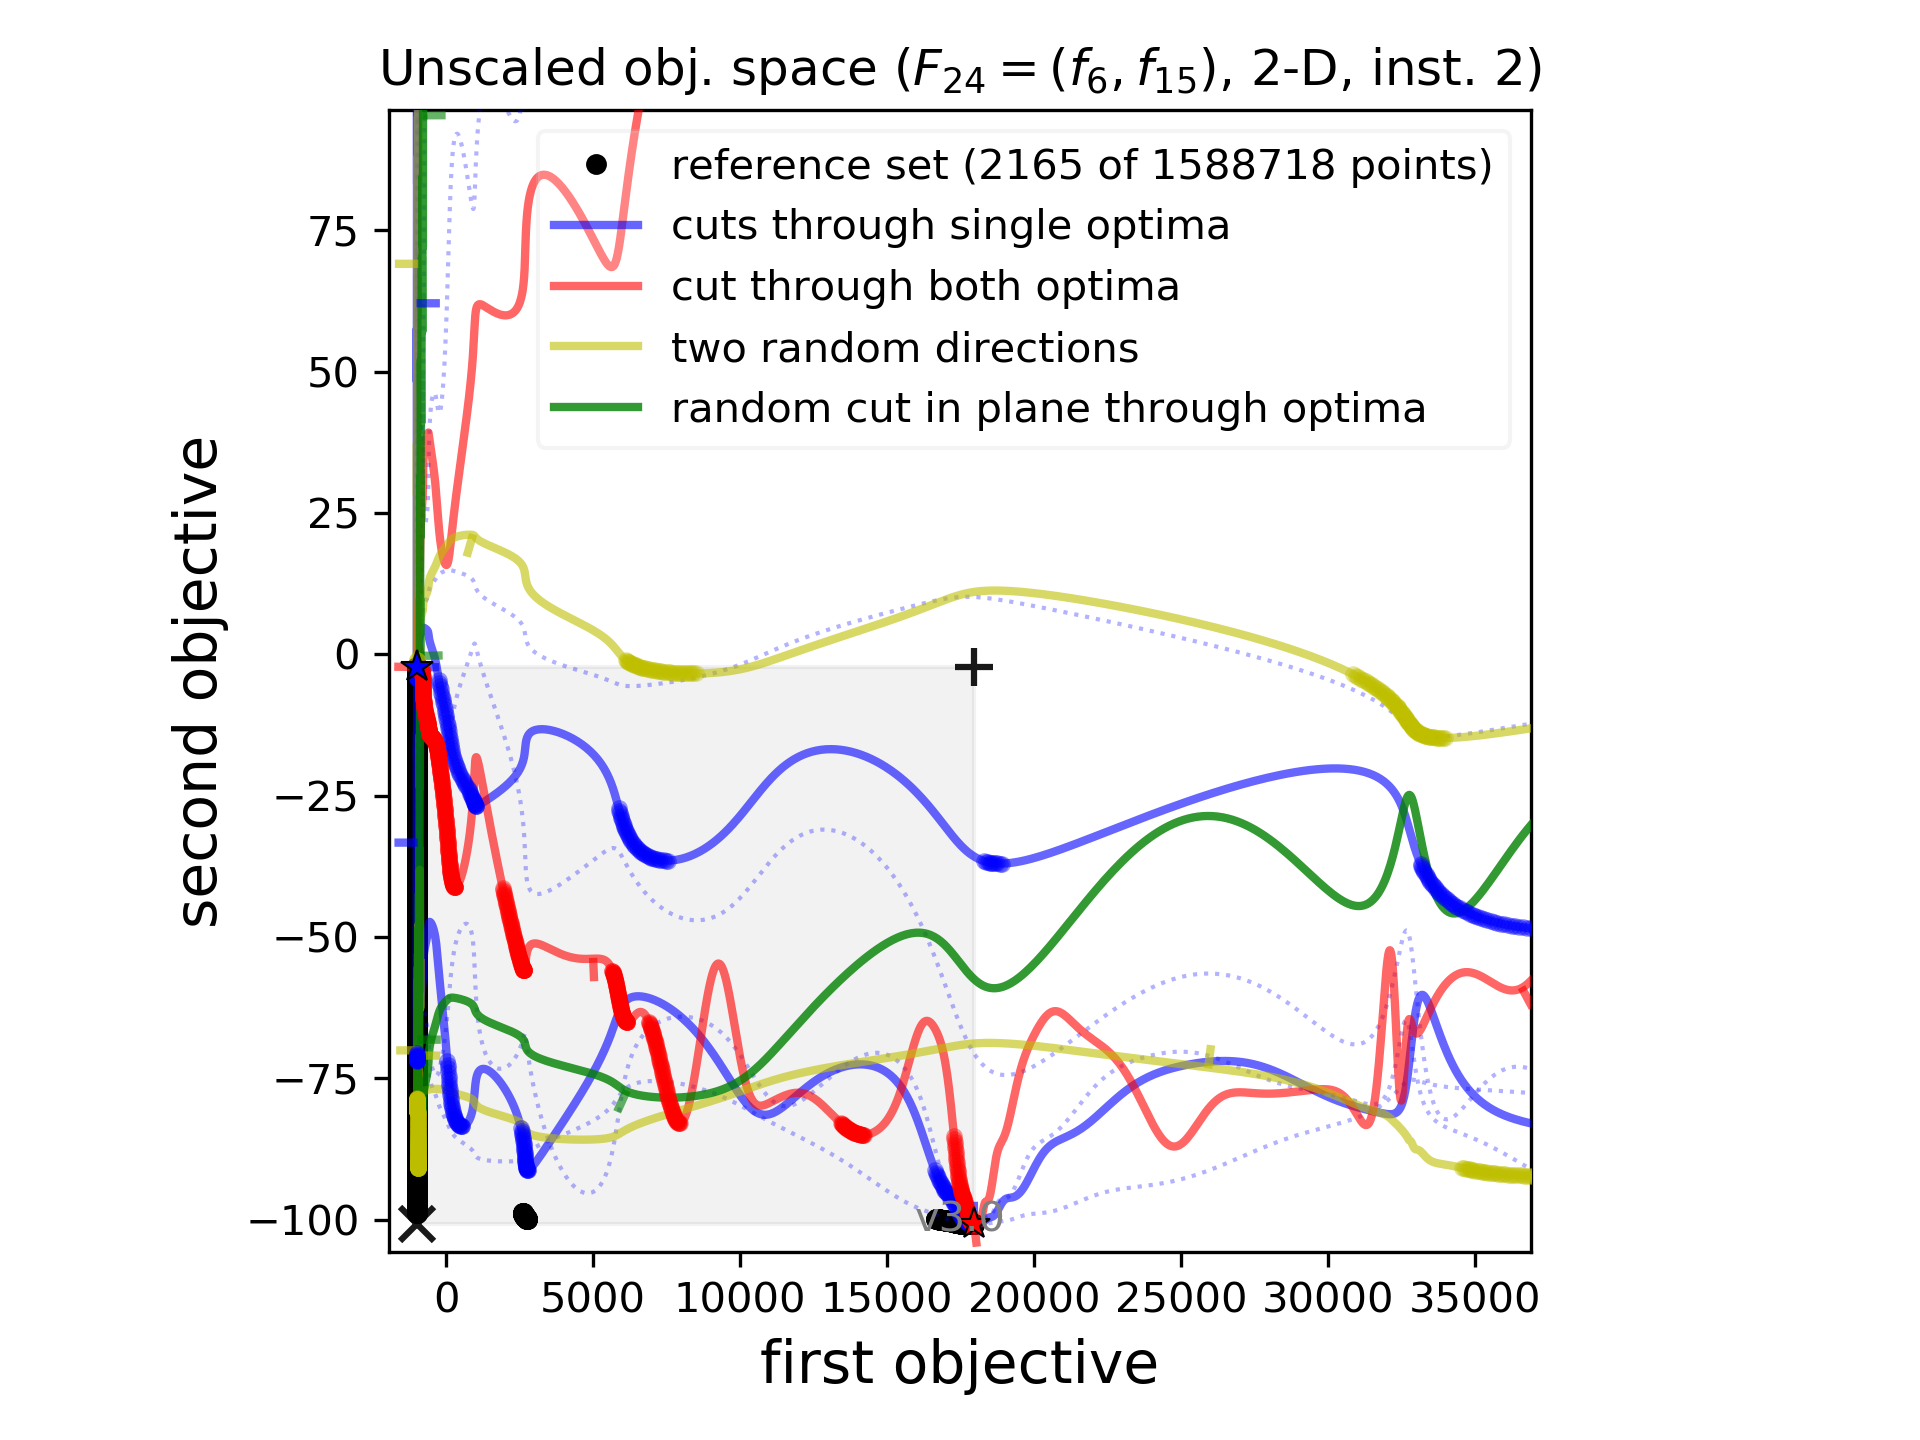 Unscaled obj. space (F₂₄ = (f₆, f₁₅), 2-D, inst. 2)
reference set (2165 of 1588718 points)
cuts through single optima
cut through both optima
two random directions
random cut in plane through optima
75
50
25
0
−25
−50
−75
−100
second objective
v3.0
0 5000 10000 15000 20000 25000 30000 35000
first objective